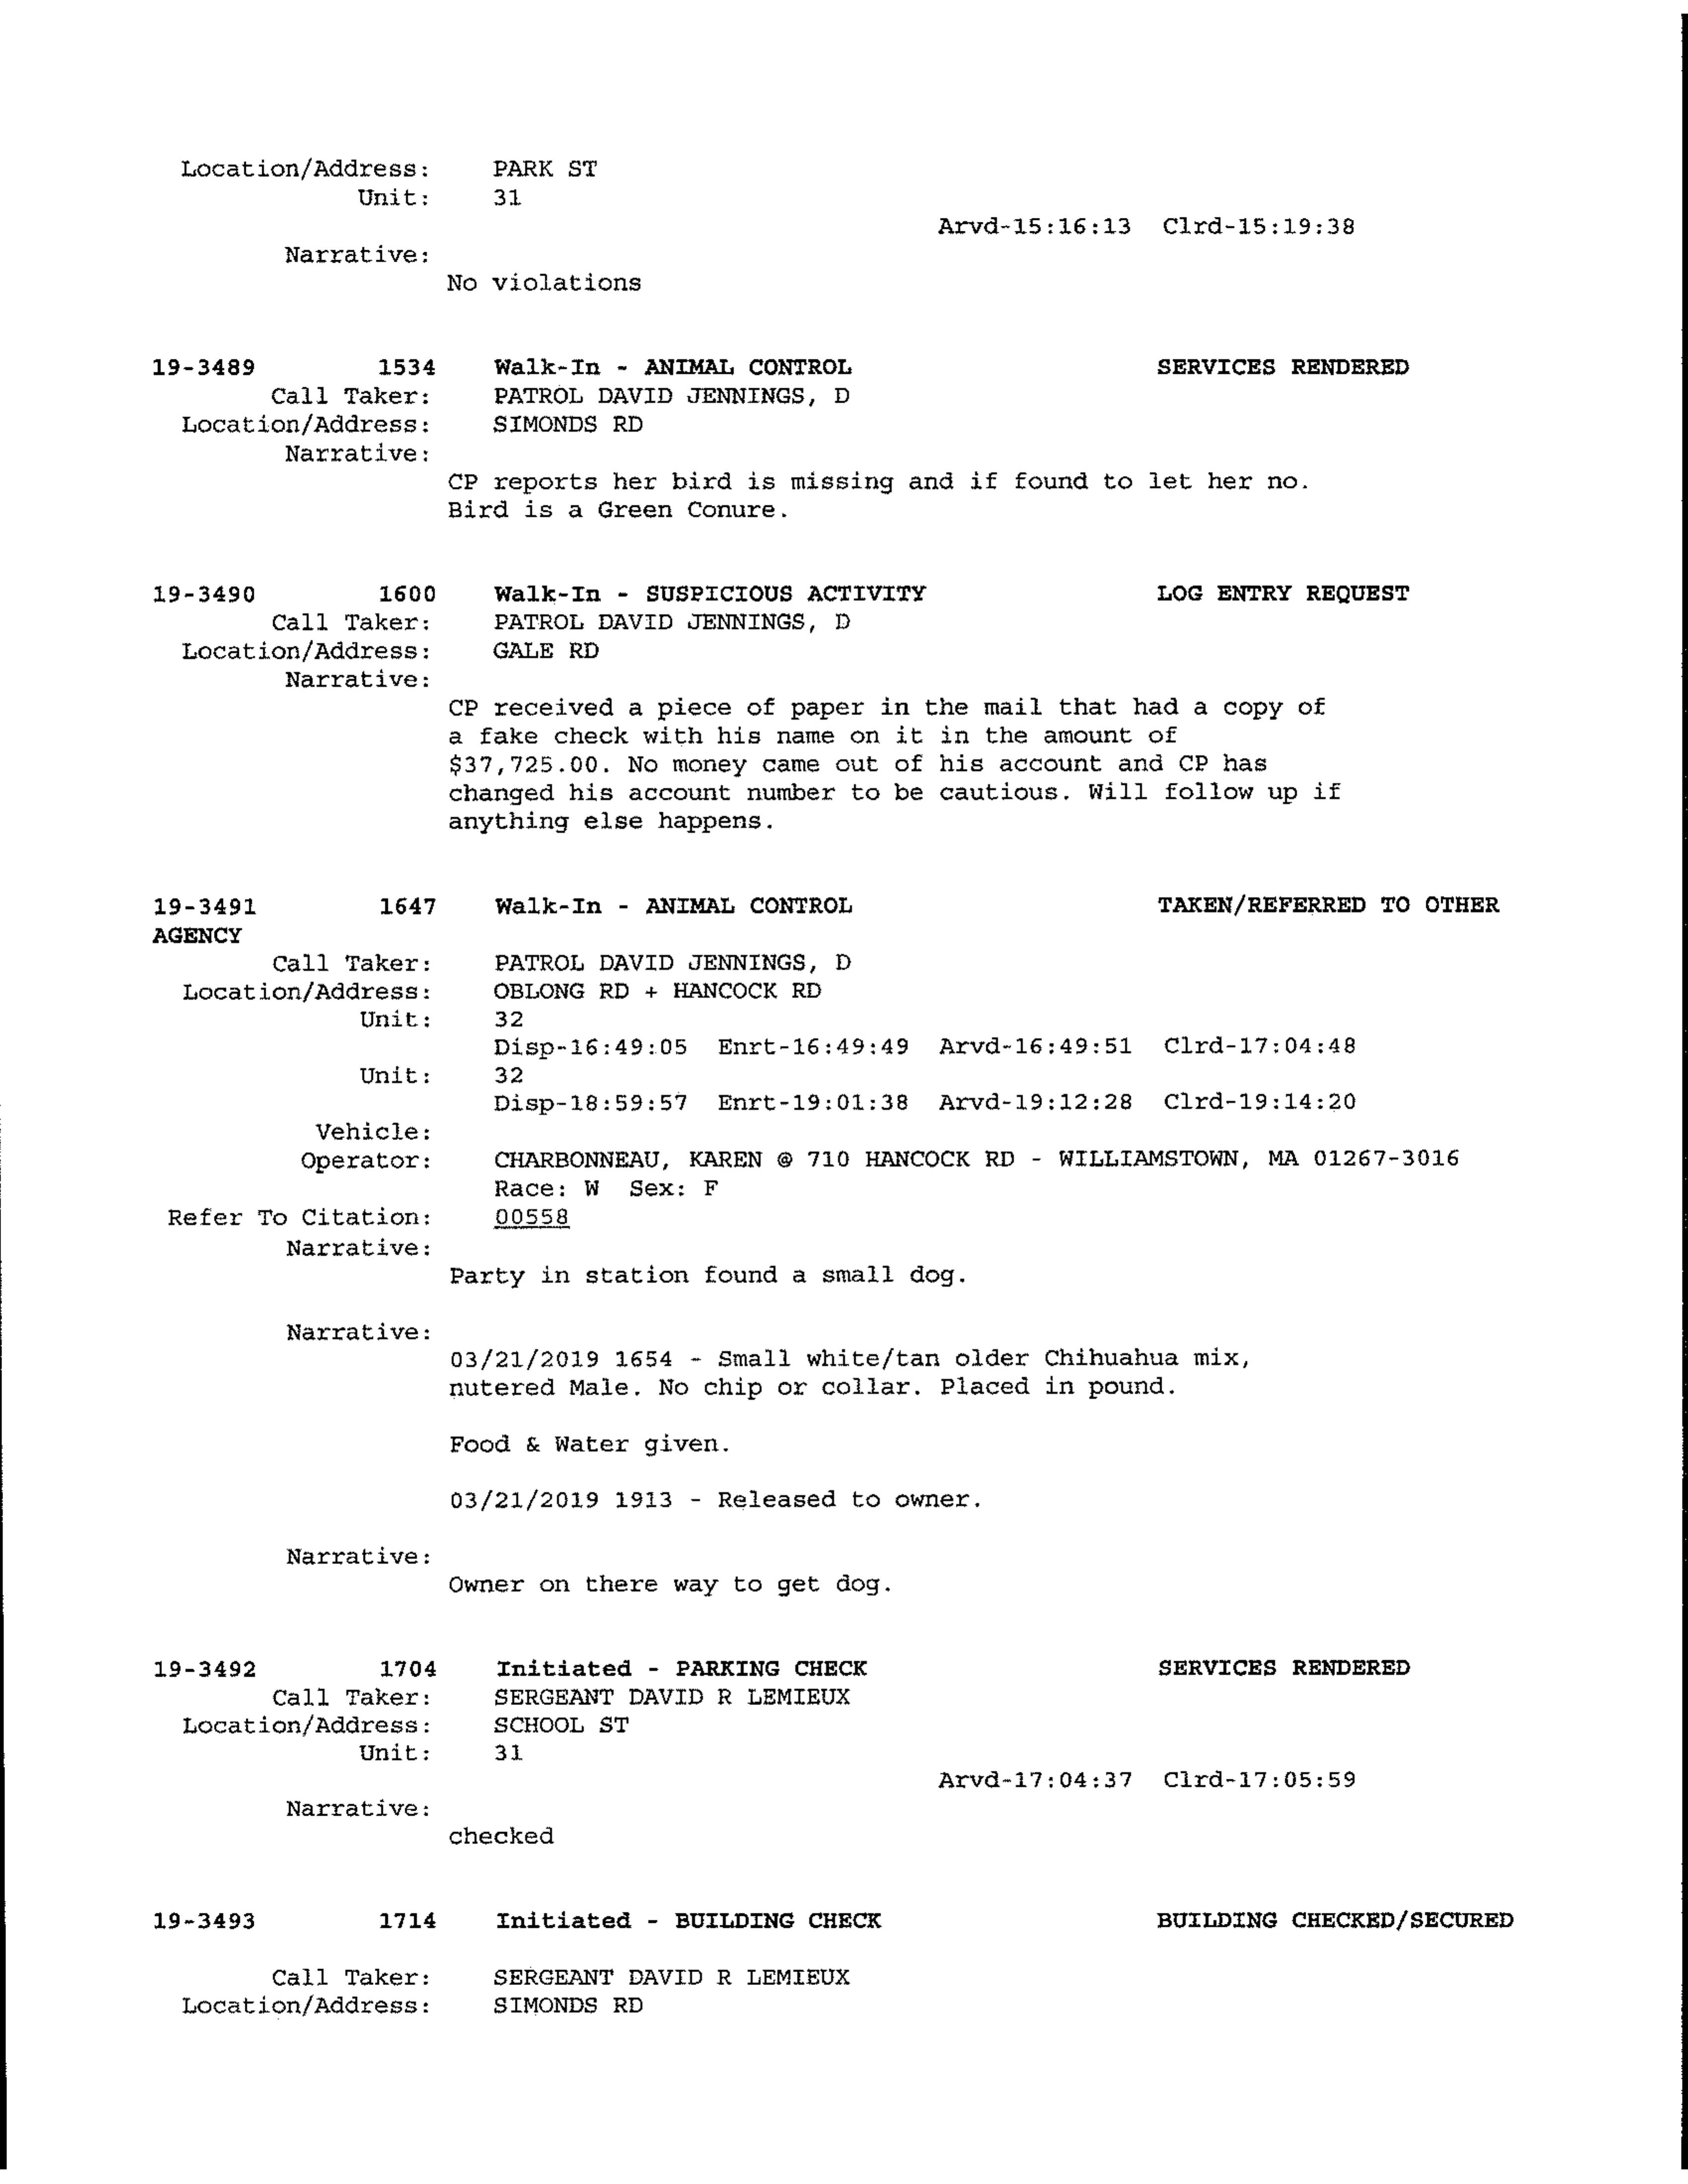 Location/Address: PARK ST
Unit: 31
Arvd-15:16:13 Clrd-15:19:38
Narrative:
No violations
19-3489 1534 Walk-In - ANIMAL CONTROL SERVICES RENDERED
Call Taker: PATROL DAVID JENNINGS, D
Location/Address: SIMONDS RD
Narrative:
CP reports her bird is missing and if found to let her no.
Bird is a Green Conure.
19-3490 1600 Walk-In - SUSPICIOUS ACTIVITY LOG ENTRY REQUEST
Call Taker: PATROL DAVID JENNINGS, D
Location/Address: GALE RD
Narrative:
CP received a piece of paper in the mail that had a copy of
a fake check with his name on it in the amount of
$37,725.00. No money came out of his account and CP has
changed his account number to be cautious. Will follow up if
anything else happens.
19-3491 1647 Walk-In - ANIMAL CONTROL TAKEN/REFERRED TO OTHER
AGENCY
Call Taker: PATROL DAVID JENNINGS, D
Location/Address: OBLONG RD + HANCOCK RD
Unit: 32
Disp-16:49:05 Enrt-16:49:49 Arvd-16:49:51 Clrd-17:04:48
Unit: 32
Disp-18:59:57 Enrt-19:01:38 Arvd-19:12:28 Clrd-19:14:20
Vehicle:
Operator: CHARBONNEAU, KAREN @ 710 HANCOCK RD - WILLIAMSTOWN, MA 01267-3016
Race: W Sex: F
Refer To Citation: 00558
Narrative:
Party in station found a small dog.
Narrative:
03/21/2019 1654 - Small white/tan older Chihuahua mix,
nutered Male. No chip or collar. Placed in pound.
Food & Water given.
03/21/2019 1913 - Released to owner.
Narrative:
Owner on there way to get dog.
19-3492 1704 Initiated - PARKING CHECK SERVICES RENDERED
Call Taker: SERGEANT DAVID R LEMIEUX
Location/Address: SCHOOL ST
Unit: 31
Arvd-17:04:37 Clrd-17:05:59
Narrative:
checked
19-3493 1714 Initiated - BUILDING CHECK BUILDING CHECKED/SECURED
Call Taker: SERGEANT DAVID R LEMIEUX
Location/Address: SIMONDS RD